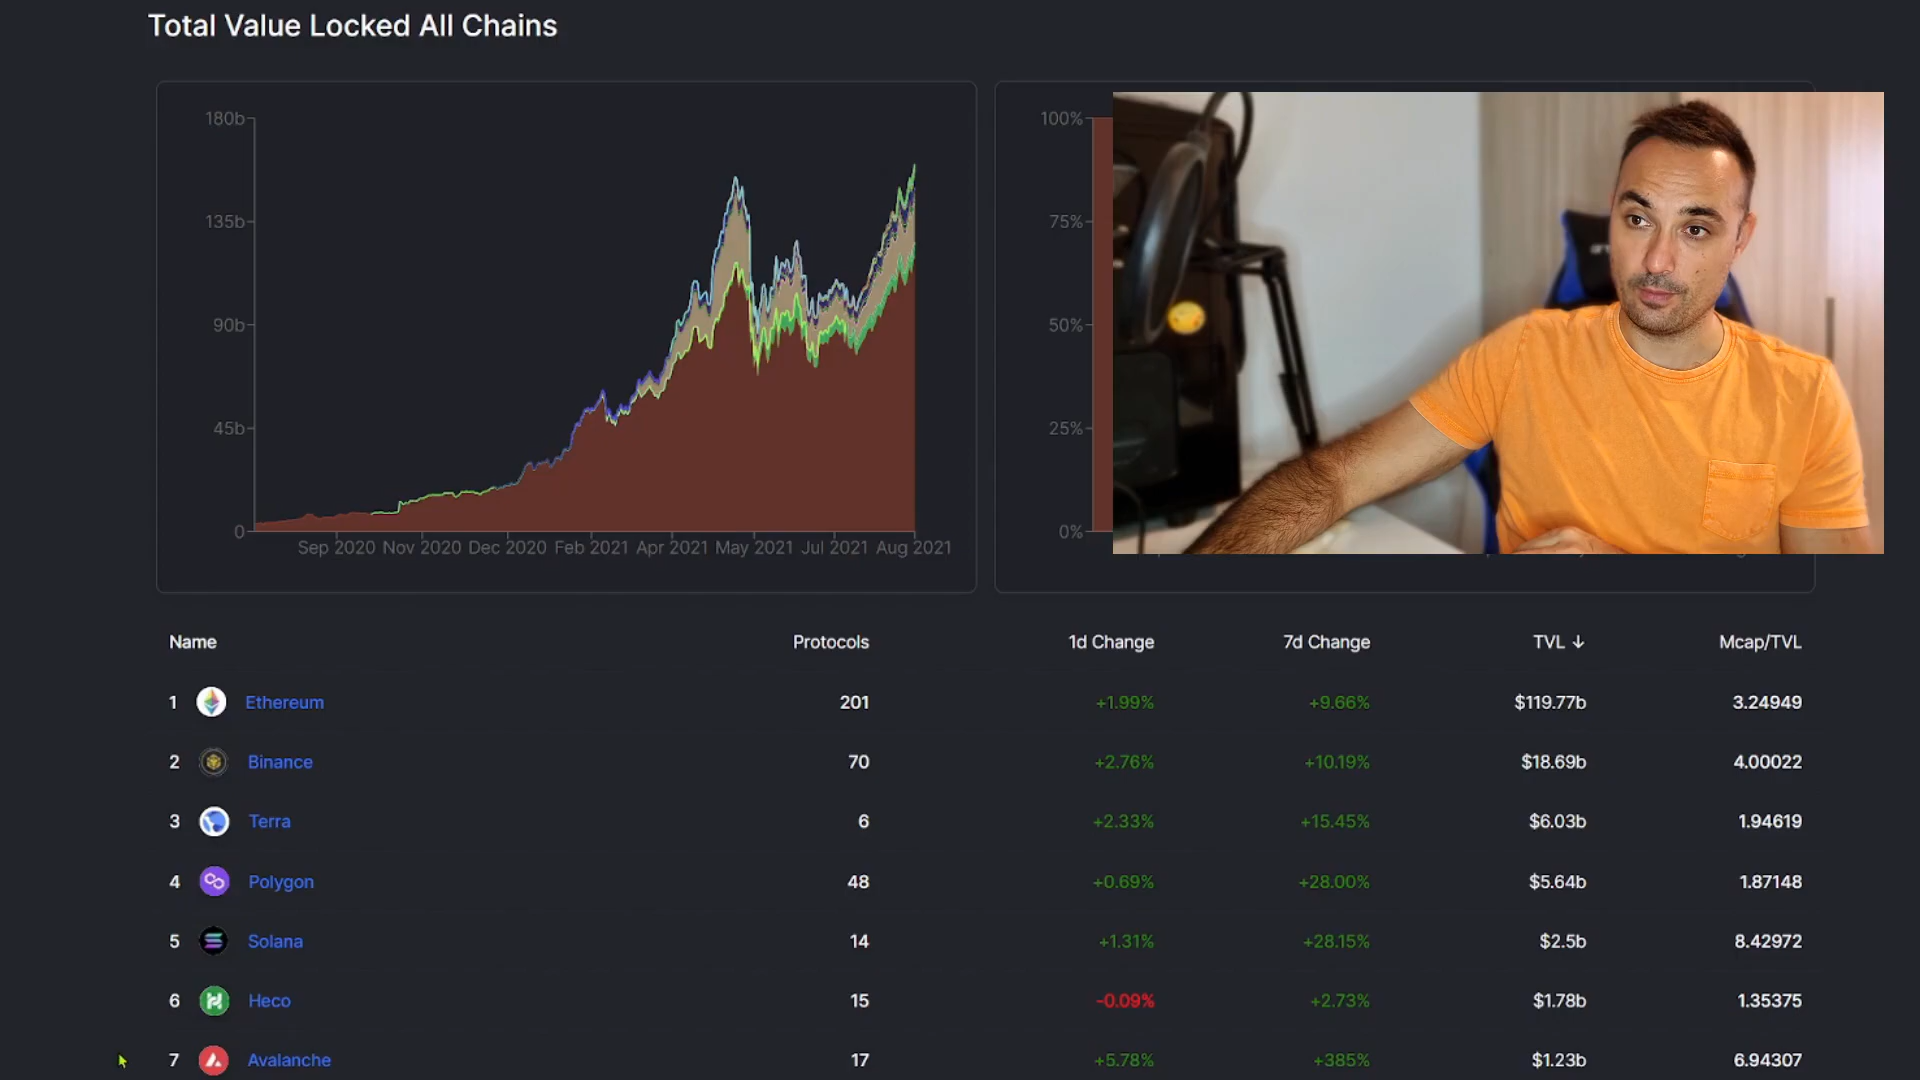 Total Value Locked All Chains
180b
135b
90b
45b
0
Sep 2020 Nov 2020 Dec 2020 Feb 2021 Apr 2021 May 2021 Jul 2021 Aug 2021
100%
75%
50%
25%
0%
Name Protocols 1d Change 7d Change TVL ↓ Mcap/TVL
1 Ethereum 201 +1.99% +9.66% $119.77b 3.24949
2 Binance 70 +2.76% +10.19% $18.69b 4.00022
3 Terra 6 +2.33% +15.45% $6.03b 1.94619
4 Polygon 48 +0.69% +28.00% $5.64b 1.87148
5 Solana 14 +1.31% +28.15% $2.5b 8.42972
6 Heco 15 -0.09% +2.73% $1.78b 1.35375
7 Avalanche 17 +5.78% +385% $1.23b 6.94307